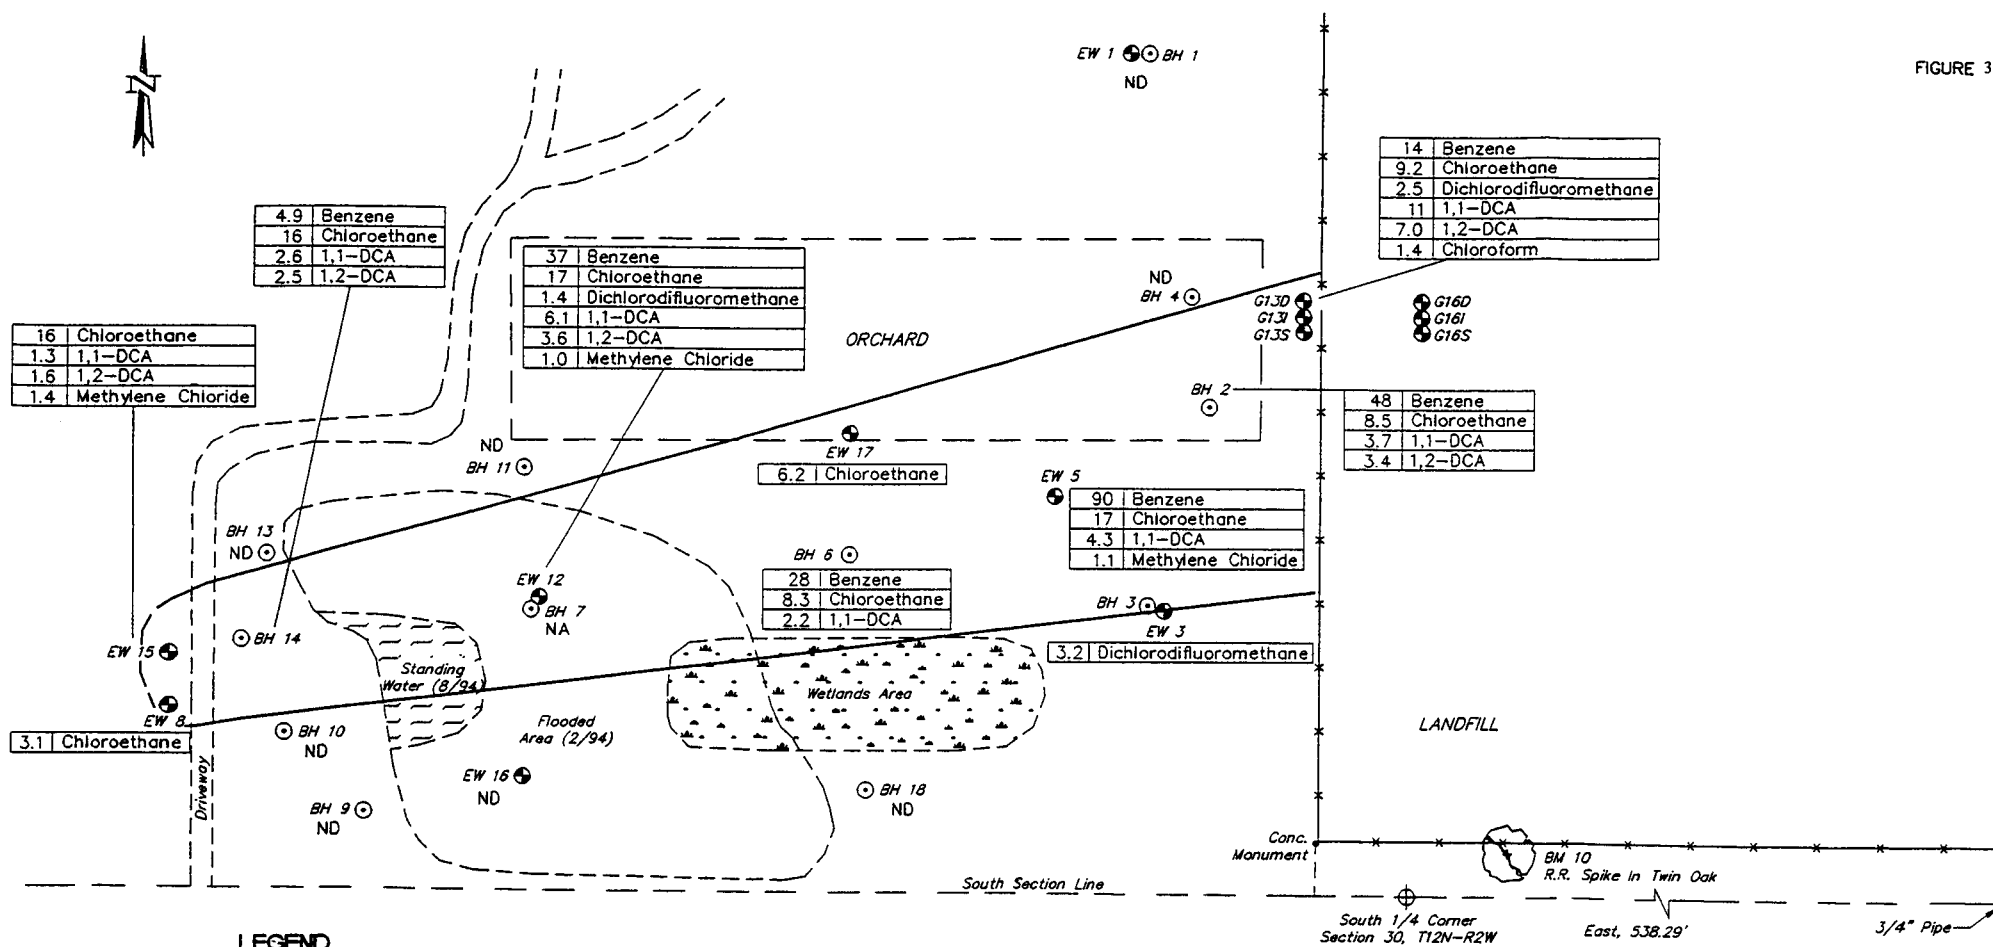 FIGURE 3
N
EW 1 BH 1
ND
14 Benzene
9.2 Chloroethane
2.5 Dichlorodifluoromethane
11 1,1-DCA
7.0 1,2-DCA
1.4 Chloroform
4.9 Benzene
16 Chloroethane
2.6 1,1-DCA
2.5 1,2-DCA
37 Benzene
17 Chloroethane
1.4 Dichlorodifluoromethane
6.1 1,1-DCA
3.6 1,2-DCA
1.0 Methylene Chloride
ND
BH 4
G13D
G13I
G13S
G16D
G16I
G16S
16 Chloroethane
1.3 1,1-DCA
1.6 1,2-DCA
1.4 Methylene Chloride
ORCHARD
BH 2
48 Benzene
8.5 Chloroethane
3.7 1,1-DCA
3.4 1,2-DCA
ND
BH 11
EW 17
6.2 Chloroethane
EW 5
90 Benzene
17 Chloroethane
4.3 1,1-DCA
1.1 Methylene Chloride
BH 13
ND
BH 6
28 Benzene
8.3 Chloroethane
2.2 1,1-DCA
EW 12
BH 7
NA
BH 3
EW 3
3.2 Dichlorodifluoromethane
BH 14
EW 15
Standing
Water (8/94)
Wetlands Area
EW 8
3.1 Chloroethane
BH 10
ND
Flooded
Area (2/94)
LANDFILL
EW 16
ND
BH 18
ND
BH 9
ND
Driveway
Conc.
Monument
BM 10
R.R. Spike In Twin Oak
South Section Line
South 1/4 Corner
Section 30, T12N-R2W
East, 538.29'
3/4" Pipe
LEGEND